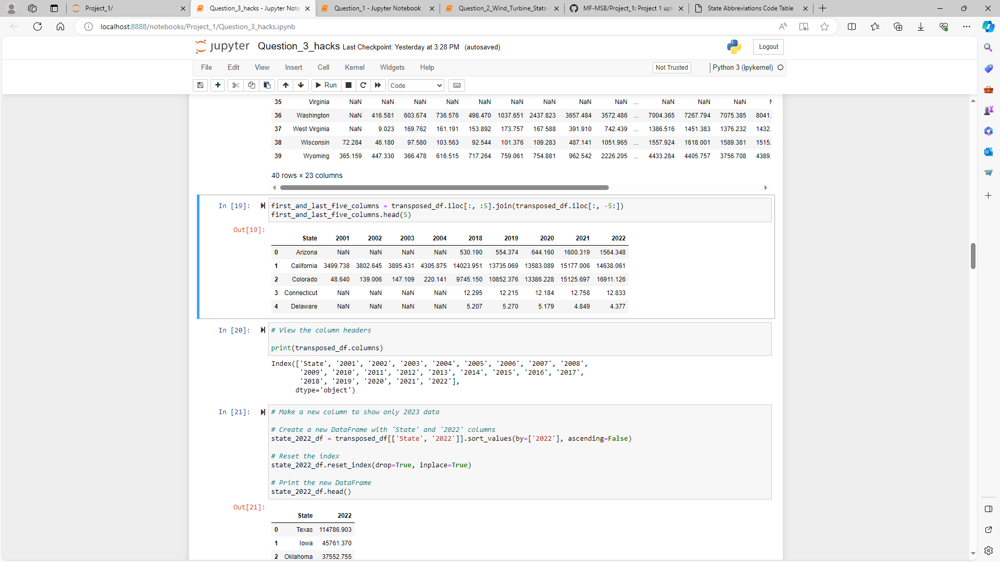 Project_1/
Question_3_hacks - Jupyter Note
Question_1 - Jupyter Notebook
Question_2_Wind_Turbine_Stats-
MF-MSB/Project_1: Project 1 uplo
State Abbreviations Code Table
localhost:8888/notebooks/Project_1/Question_3_hacks.ipynb
jupyter Question_3_hacks Last Checkpoint: Yesterday at 3:28 PM (autosaved)
Logout
File Edit View Insert Cell Kernel Widgets Help
Not Trusted Python 3 (ipykernel)
Run Code
35 Virginia NaN NaN NaN NaN NaN NaN NaN NaN NaN ... NaN NaN NaN
36 Washington NaN 416.581 603.674 736.576 498.470 1037.651 2437.823 3657.484 3572.486 ... 7004.365 7267.794 7075.385 8041.
37 West Virginia NaN 9.023 169.762 161.191 153.892 173.757 167.588 391.910 742.439 ... 1386.516 1451.383 1376.232 1432.
38 Wisconsin 72.284 46.180 97.580 103.563 92.544 101.376 109.283 487.141 1051.965 ... 1557.924 1618.001 1589.381 1515.
39 Wyoming 365.159 447.330 366.478 616.515 717.264 759.061 754.881 962.542 2226.205 ... 4433.284 4405.757 3756.708 4389.
40 rows × 23 columns
In [19]: first_and_last_five_columns = transposed_df.iloc[:, :5].join(transposed_df.iloc[:, -5:])
first_and_last_five_columns.head(5)
Out[19]:
State 2001 2002 2003 2004 2018 2019 2020 2021 2022
0 Arizona NaN NaN NaN NaN 530.190 554.374 644.160 1600.319 1564.348
1 California 3499.738 3802.645 3895.431 4305.875 14023.951 13735.069 13583.089 15177.006 14638.061
2 Colorado 48.640 139.006 147.109 220.141 9745.150 10852.376 13386.228 15125.697 16911.126
3 Connecticut NaN NaN NaN NaN 12.295 12.215 12.184 12.758 12.833
4 Delaware NaN NaN NaN NaN 5.207 5.270 5.179 4.849 4.377
In [20]: # View the column headers
print(transposed_df.columns)
Index(['State', '2001', '2002', '2003', '2004', '2005', '2006', '2007', '2008',
'2009', '2010', '2011', '2012', '2013', '2014', '2015', '2016', '2017',
'2018', '2019', '2020', '2021', '2022'],
dtype='object')
In [21]: # Make a new column to show only 2023 data
# Create a new DataFrame with 'State' and '2022' columns
state_2022_df = transposed_df[['State', '2022']].sort_values(by=['2022'], ascending=False)
# Reset the index
state_2022_df.reset_index(drop=True, inplace=True)
# Print the new DataFrame
state_2022_df.head()
Out[21]:
State 2022
0 Texas 114786.903
1 Iowa 45761.370
2 Oklahoma 37552.755